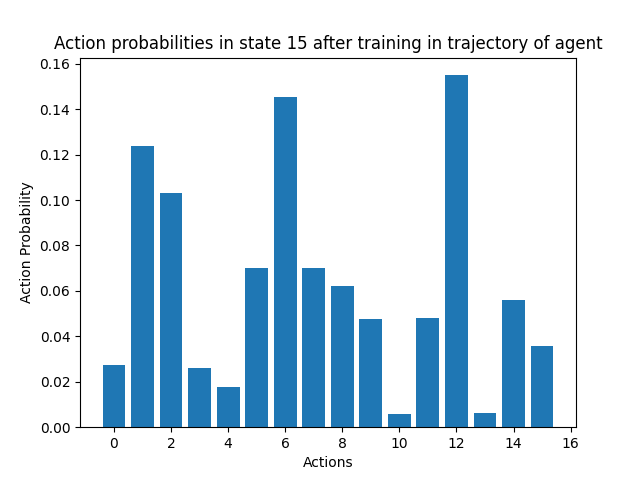 Action probabilities in state 15 after training in trajectory of agent
0.16
0.14
0.12
0.10
0.08
0.06
0.04
0.02
0.00
Action Probability
0 2 4 6 8 10 12 14 16
Actions